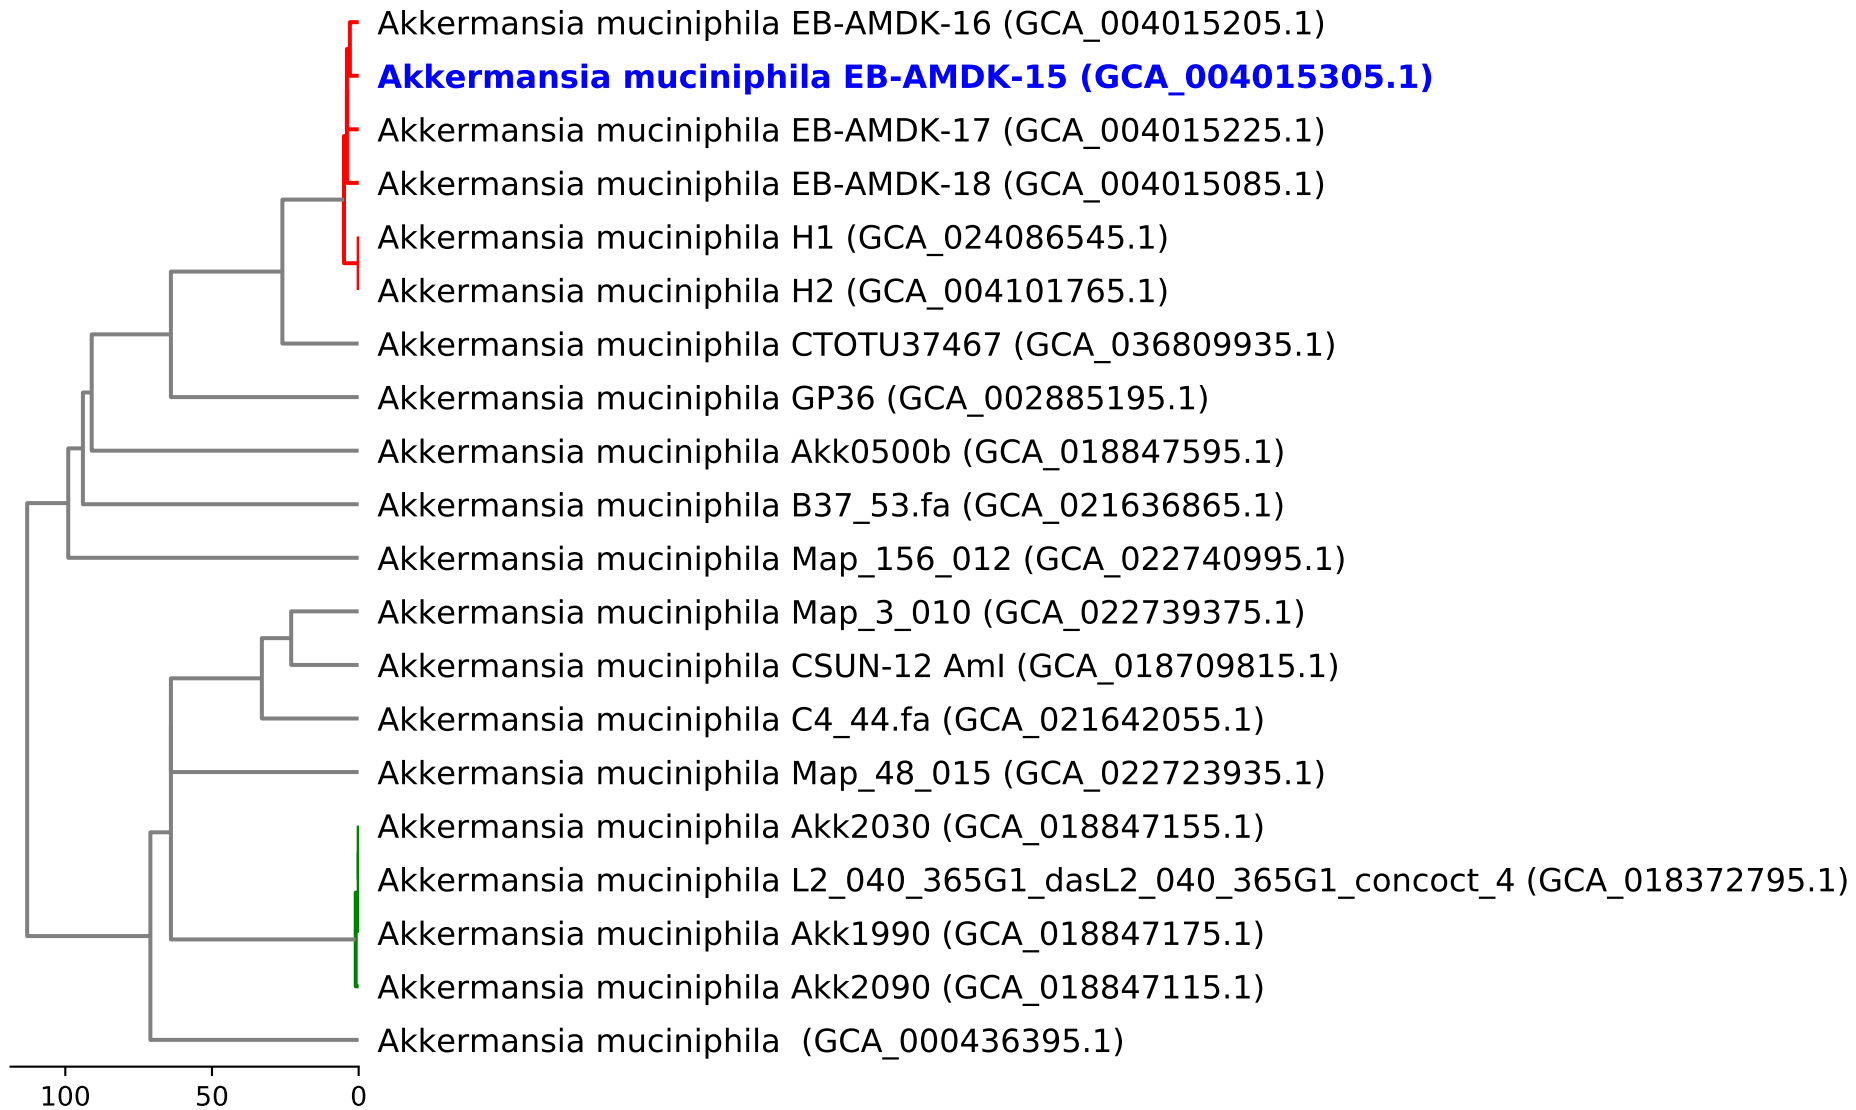 Akkermansia muciniphila EB-AMDK-16 (GCA_004015205.1)
Akkermansia muciniphila EB-AMDK-15 (GCA_004015305.1)
Akkermansia muciniphila EB-AMDK-17 (GCA_004015225.1)
Akkermansia muciniphila EB-AMDK-18 (GCA_004015085.1)
Akkermansia muciniphila H1 (GCA_024086545.1)
Akkermansia muciniphila H2 (GCA_004101765.1)
Akkermansia muciniphila CTOTU37467 (GCA_036809935.1)
Akkermansia muciniphila GP36 (GCA_002885195.1)
Akkermansia muciniphila Akk0500b (GCA_018847595.1)
Akkermansia muciniphila B37_53.fa (GCA_021636865.1)
Akkermansia muciniphila Map_156_012 (GCA_022740995.1)
Akkermansia muciniphila Map_3_010 (GCA_022739375.1)
Akkermansia muciniphila CSUN-12 AmI (GCA_018709815.1)
Akkermansia muciniphila C4_44.fa (GCA_021642055.1)
Akkermansia muciniphila Map_48_015 (GCA_022723935.1)
Akkermansia muciniphila Akk2030 (GCA_018847155.1)
Akkermansia muciniphila L2_040_365G1_dasL2_040_365G1_concoct_4 (GCA_018372795.1)
Akkermansia muciniphila Akk1990 (GCA_018847175.1)
Akkermansia muciniphila Akk2090 (GCA_018847115.1)
Akkermansia muciniphila  (GCA_000436395.1)
100 50 0